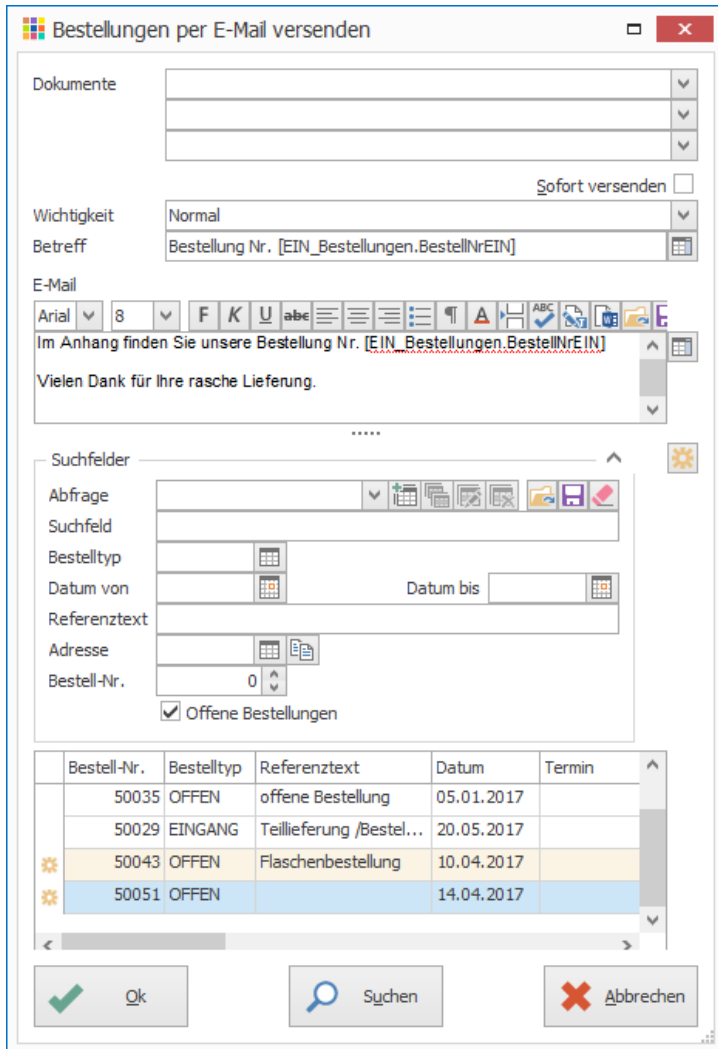 Bestellungen per E-Mail versenden
Dokumente
Sofort versenden
Wichtigkeit Normal
Betreff Bestellung Nr. [EIN_Bestellungen.BestellNrEIN]
E-Mail
Arial 8 F K U abc ¶ A ABC
Im Anhang finden Sie unsere Bestellung Nr. [EIN_Bestellungen.BestellNrEIN]
Vielen Dank für Ihre rasche Lieferung.
Suchfelder
Abfrage
Suchfeld
Bestelltyp
Datum von Datum bis
Referenztext
Adresse
Bestell-Nr. 0
Offene Bestellungen
Bestell-Nr. Bestelltyp Referenztext Datum Termin
50035 OFFEN offene Bestellung 05.01.2017
50029 EINGANG Teillieferung /Bestel... 20.05.2017
50043 OFFEN Flaschenbestellung 10.04.2017
50051 OFFEN 14.04.2017
Ok Suchen Abbrechen